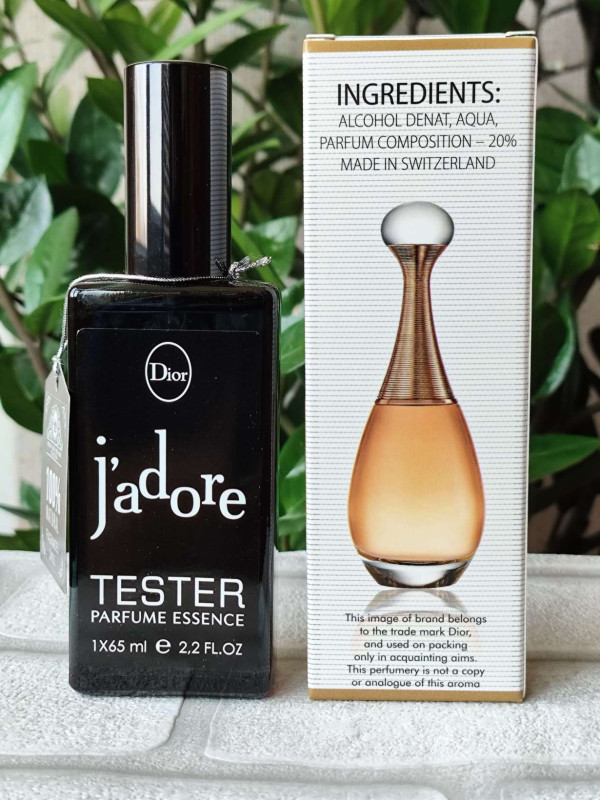 Dior
j'adore
TESTER
PARFUME ESSENCE
1X65 ml e 2,2 FL.OZ
100%
INGREDIENTS:
ALCOHOL DENAT, AQUA,
PARFUM COMPOSITION – 20%
MADE IN SWITZERLAND
This image of brand belongs
to the trade mark Dior,
and used on packing
only in acquainting aims.
This perfumery is not a copy
or analogue of this aroma